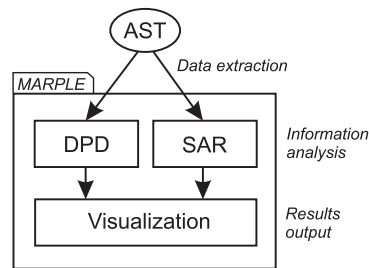 AST
Data extraction
MARPLE
DPD
SAR
Information
analysis
Visualization
Results
output